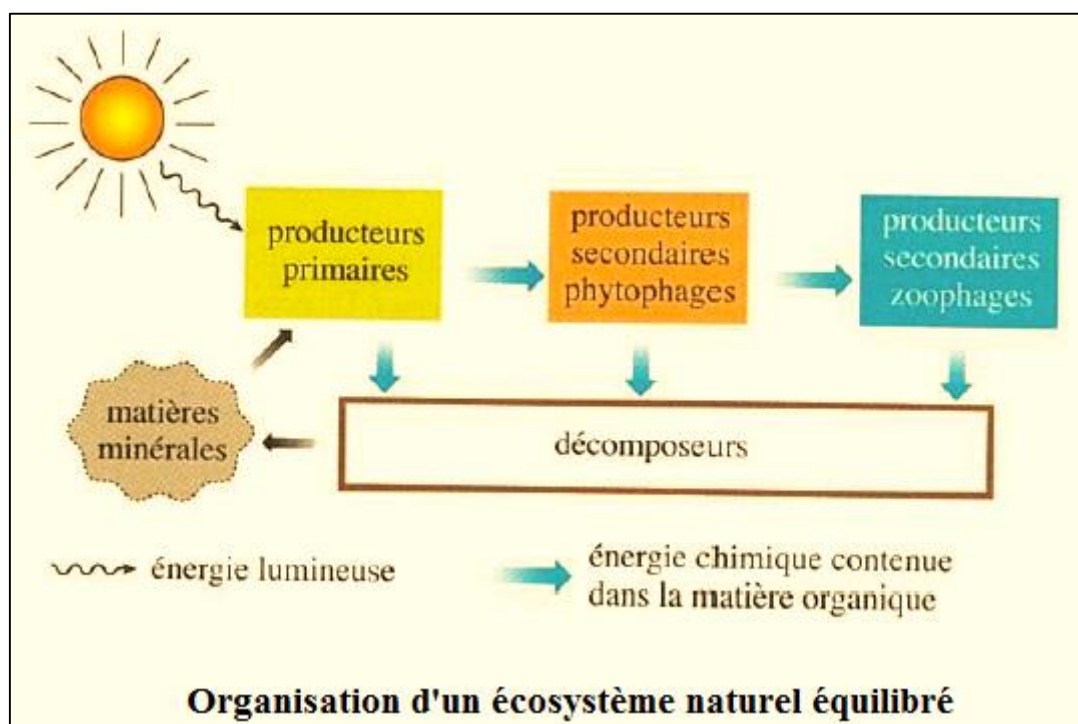 producteurs
primaires
producteurs
secondaires
phytophages
producteurs
secondaires
zoophages
matières
minérales
décomposeurs
énergie lumineuse
énergie chimique contenue
dans la matière organique
Organisation d'un écosystème naturel équilibré